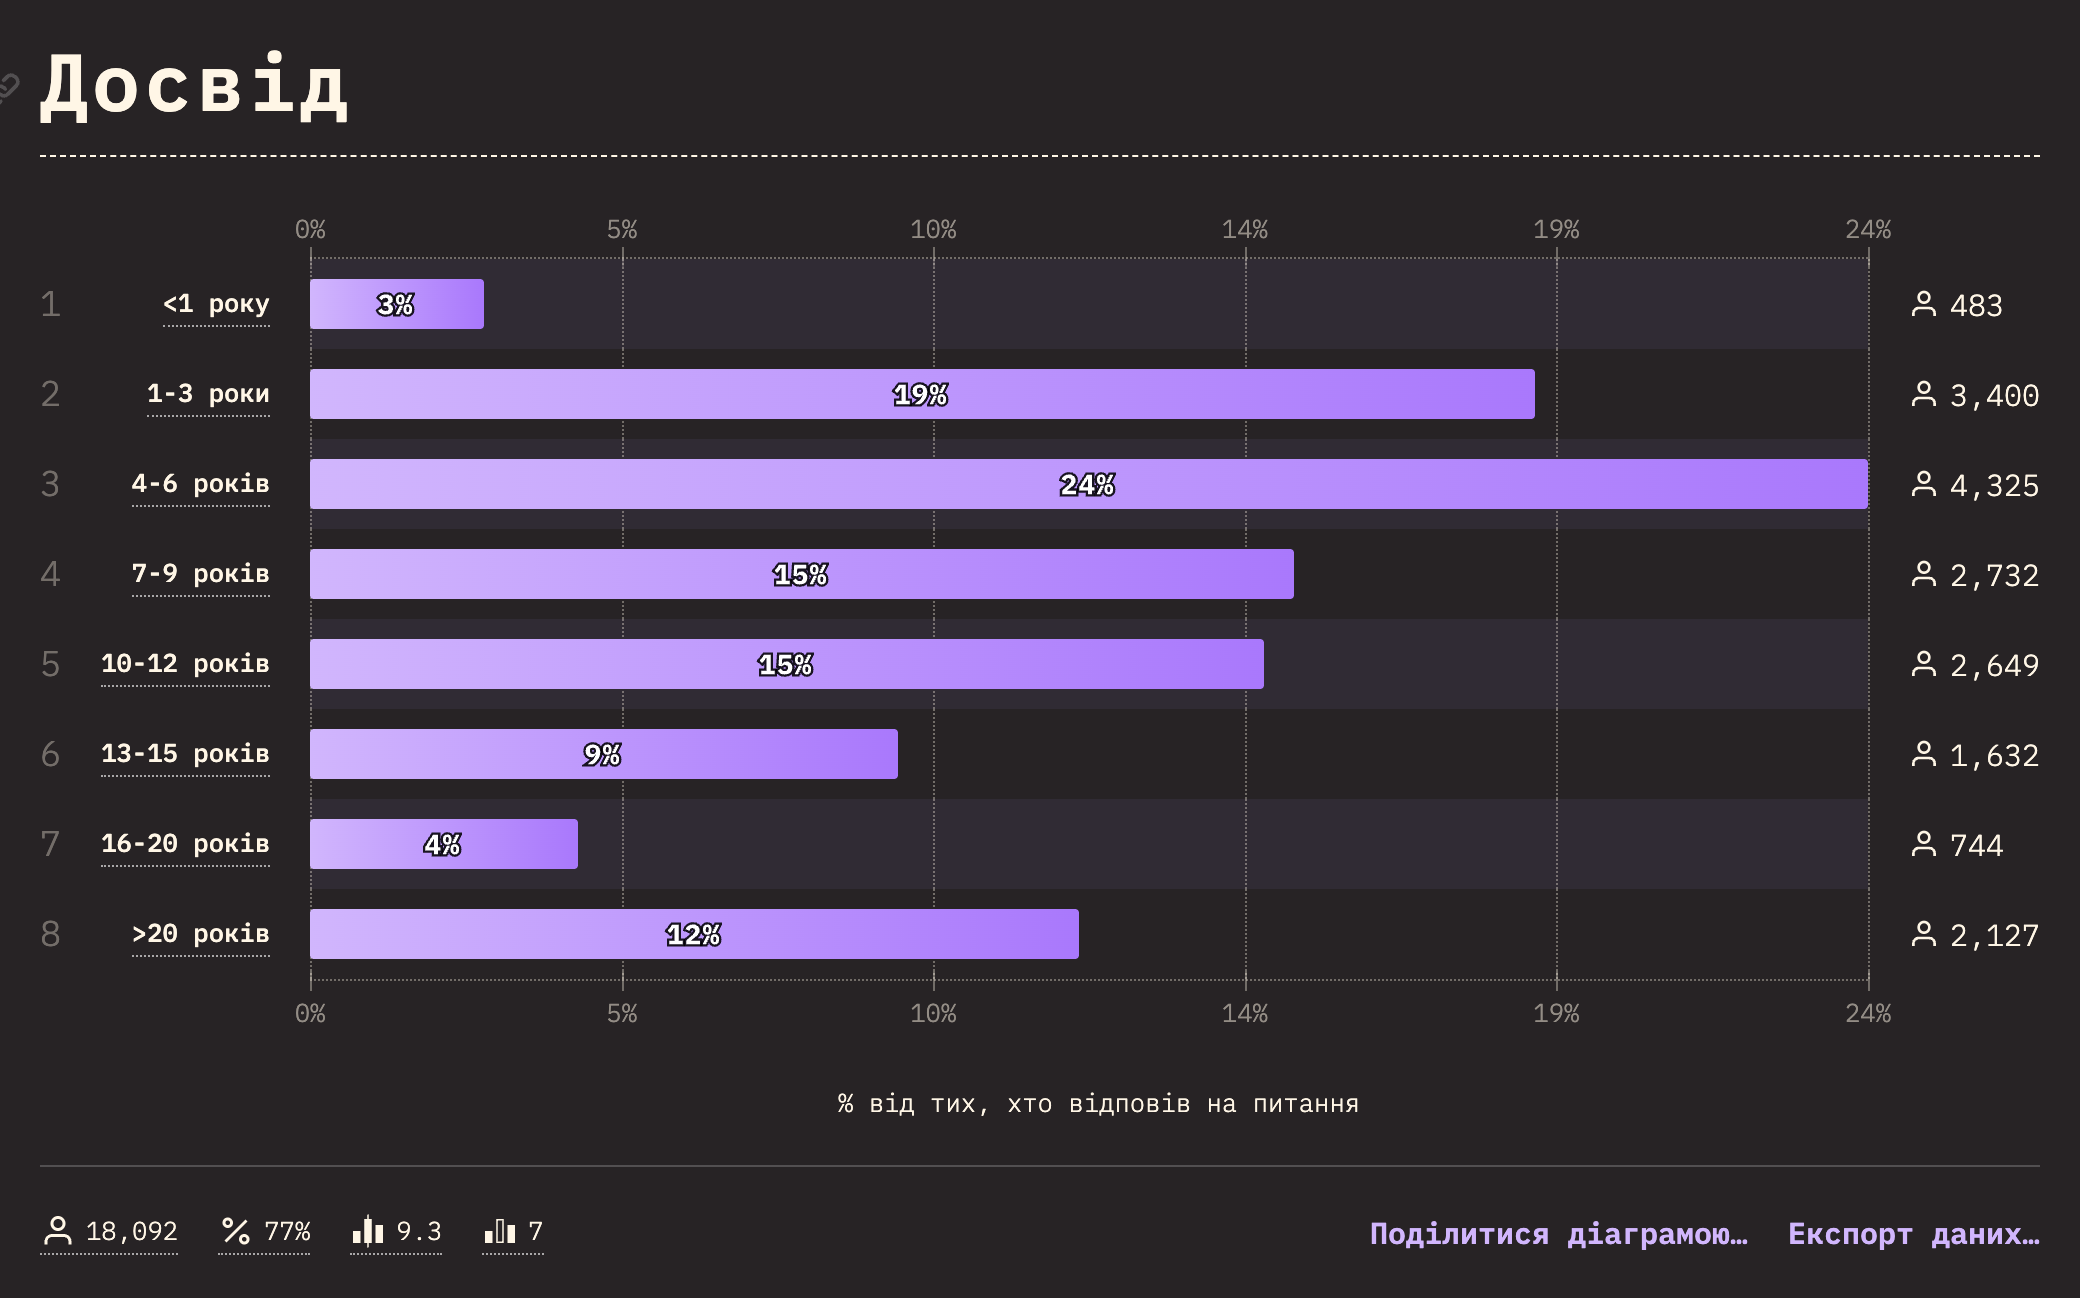 Досвід
0% 5% 10% 14% 19% 24%
1 <1 року 3% 483
2 1-3 роки 19% 3,400
3 4-6 років 24% 4,325
4 7-9 років 15% 2,732
5 10-12 років 15% 2,649
6 13-15 років 9% 1,632
7 16-20 років 4% 744
8 >20 років 12% 2,127
0% 5% 10% 14% 19% 24%
% від тих, хто відповів на питання
18,092 77% 9.3 7 Поділитися діаграмою… Експорт даних…